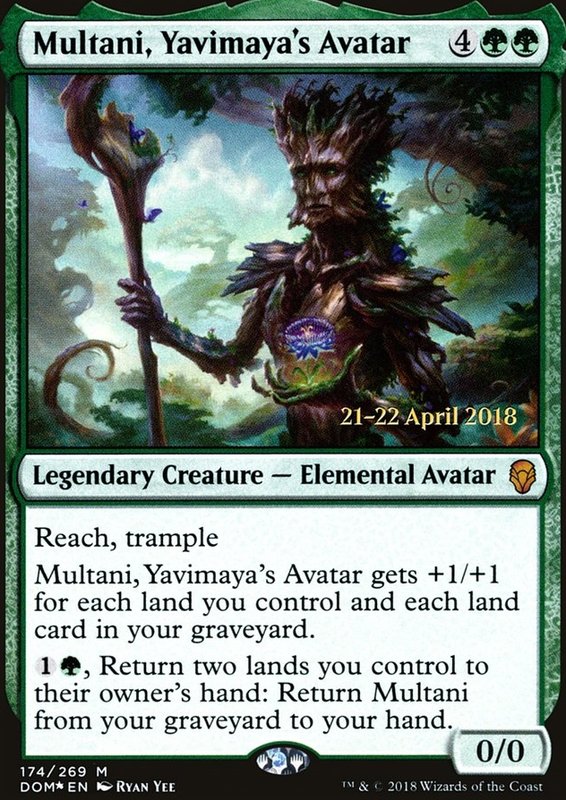 Multani, Yavimaya's Avatar 4
21–22 April 2018
Legendary Creature — Elemental Avatar
Reach, trample
Multani, Yavimaya's Avatar gets +1/+1
for each land you control and each land
card in your graveyard.
1 , Return two lands you control to
their owner's hand: Return Multani
from your graveyard to your hand.
0/0
174/269 M
DOM★EN Ryan Yee
™ & © 2018 Wizards of the Coast